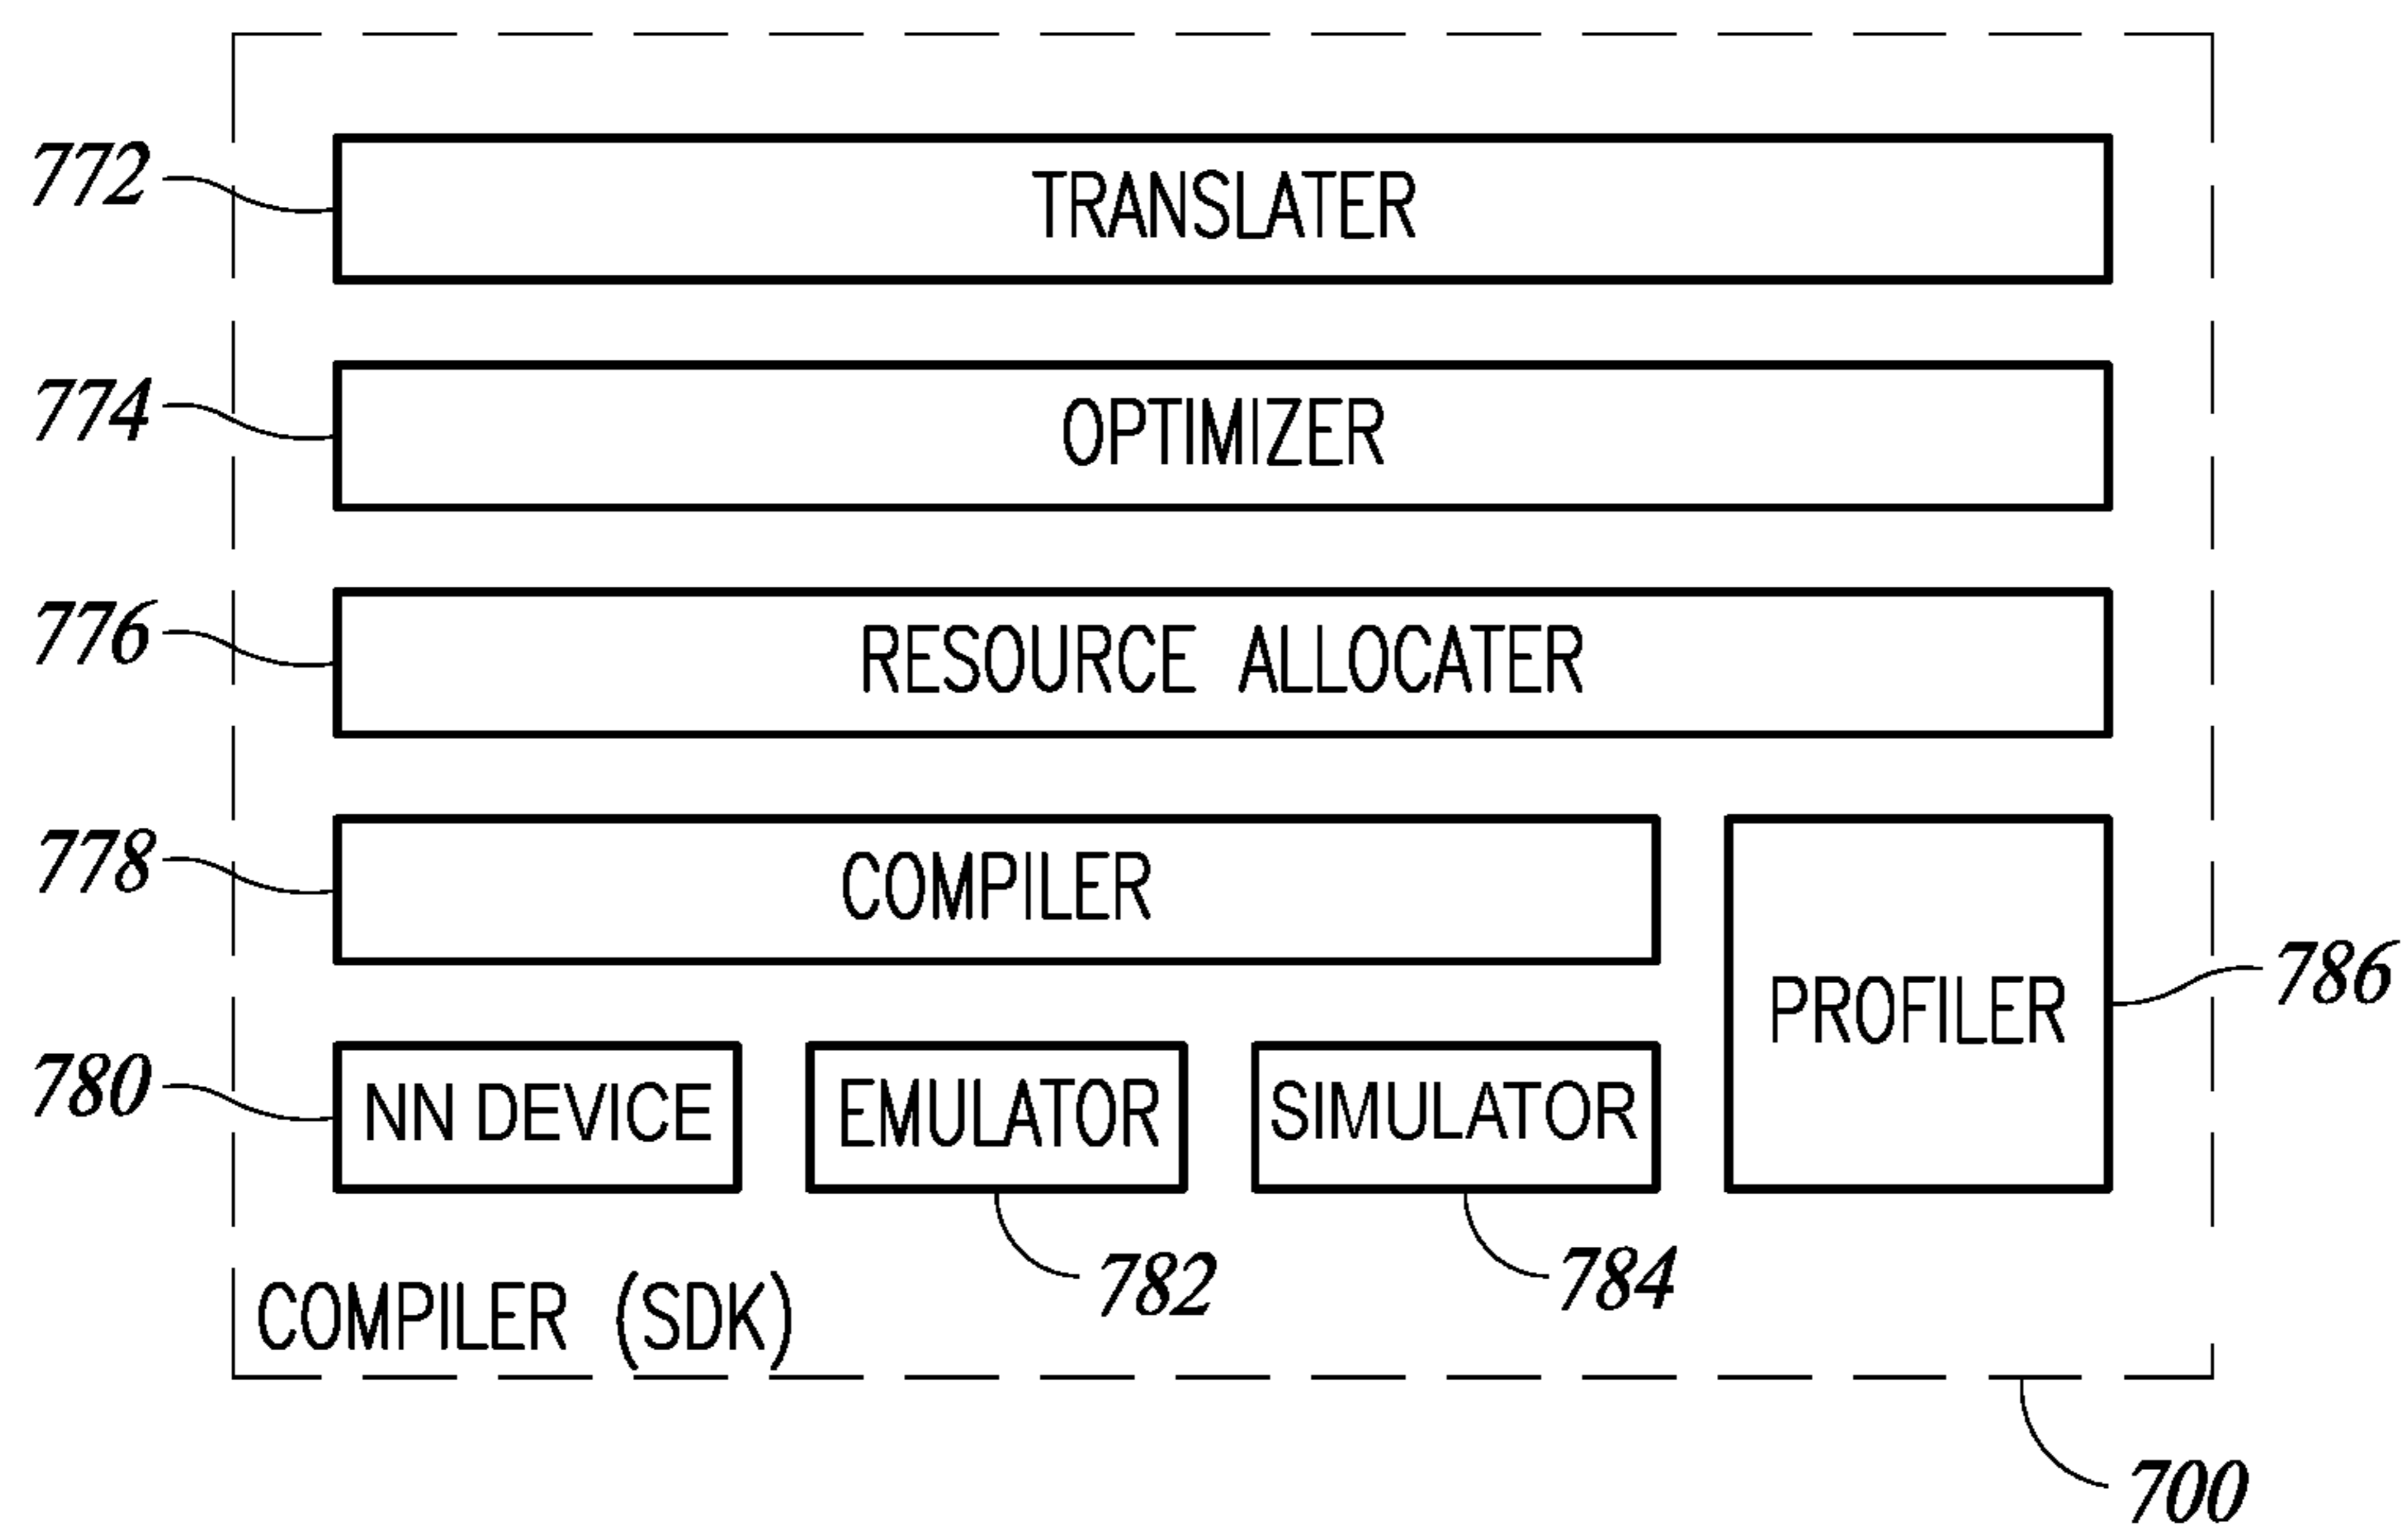 772
TRANSLATER
774
OPTIMIZER
776
RESOURCE ALLOCATER
778
COMPILER
PROFILER
786
780
NN DEVICE
EMULATOR
SIMULATOR
782
784
COMPILER (SDK)
700